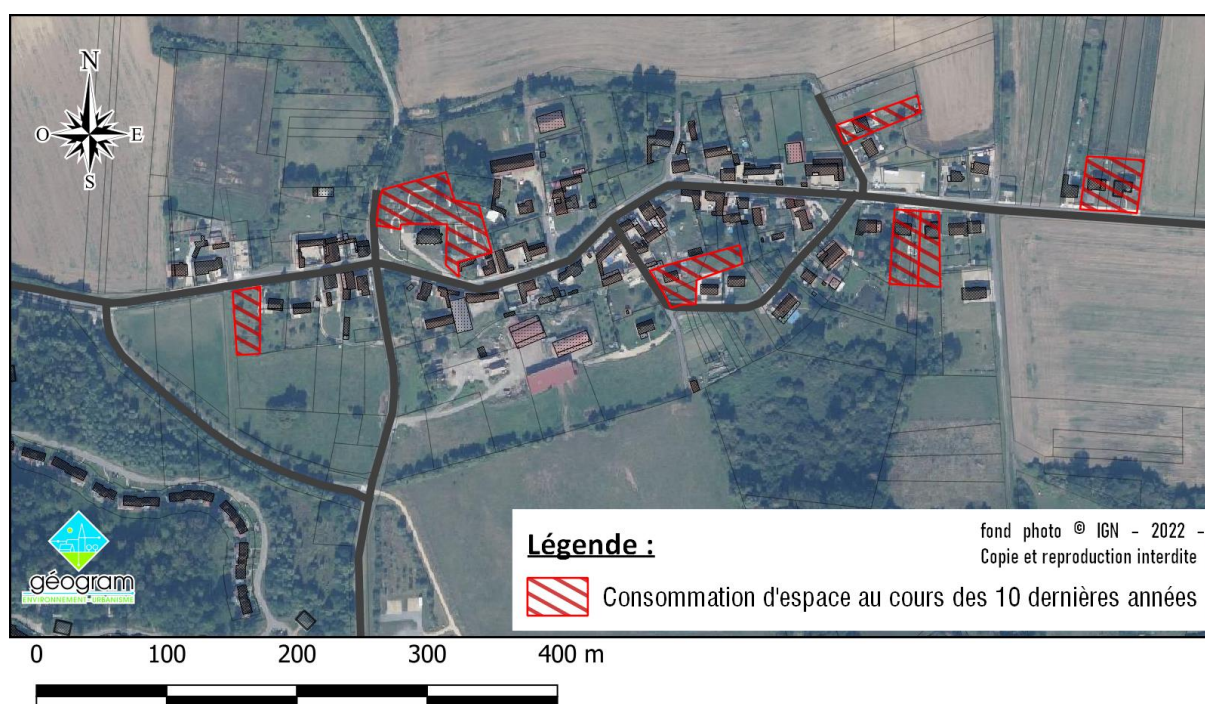 N
O
E
S
géogram
ENVIRONNEMENT-URBANISME
Légende :
fond photo © IGN - 2022 -
Copie et reproduction interdite
Consommation d'espace au cours des 10 dernières années
0 100 200 300 400 m